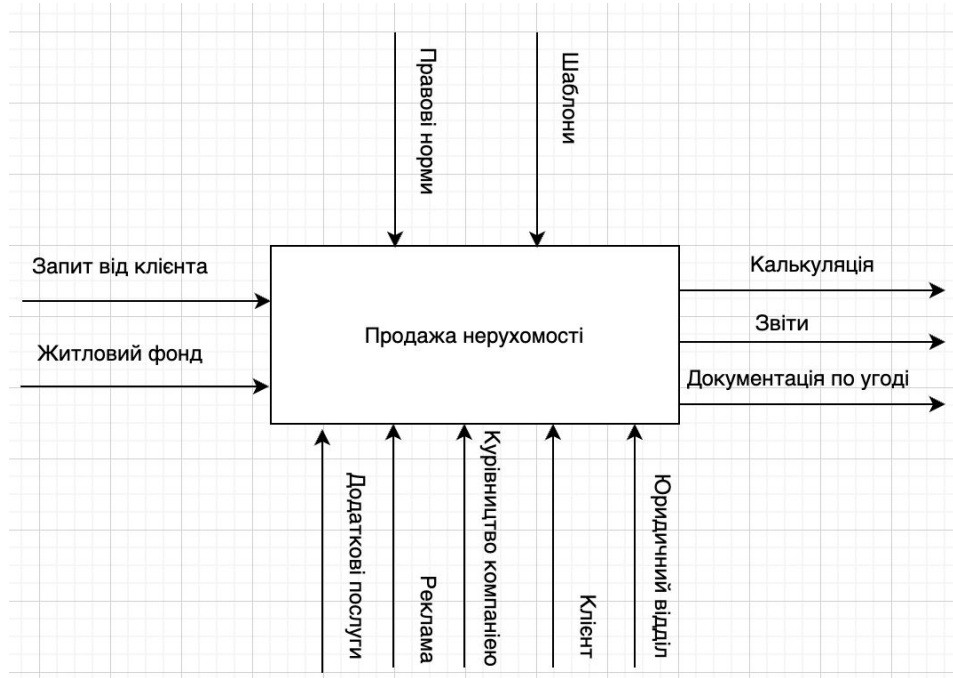 Правові норми
Шаблони
Запит від клієнта
Житловий фонд
Продажа нерухомості
Калькуляція
Звіти
Документація по угоді
Додаткові послуги
Реклама
Курівництво компанією
Клієнт
Юридичний відділ